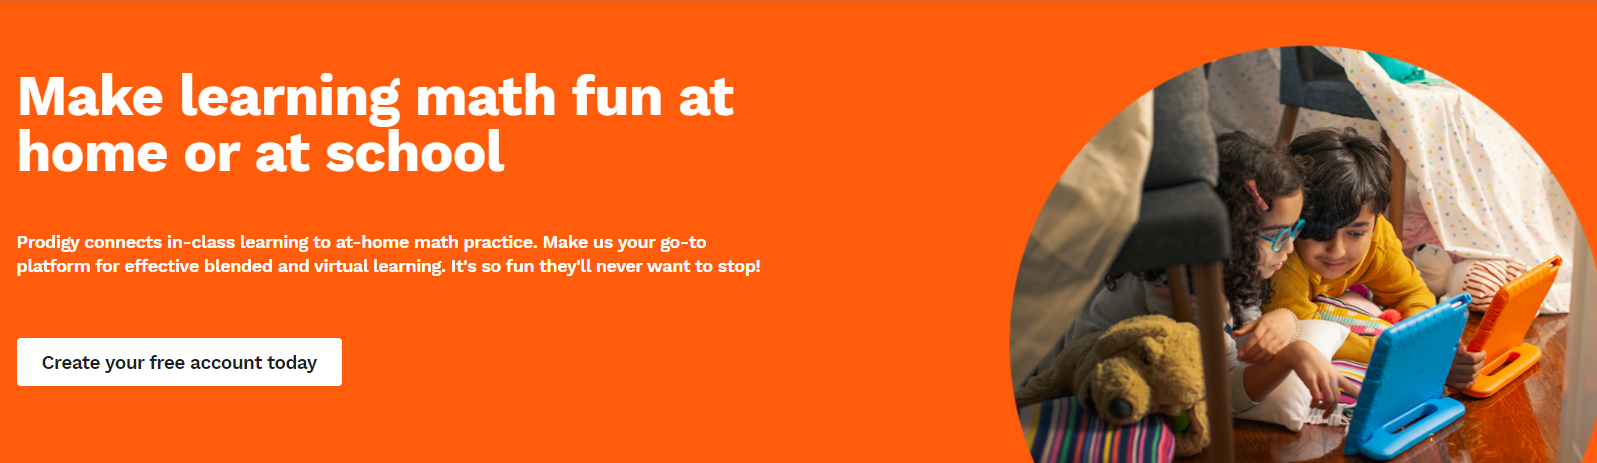 Make learning math fun at
home or at school
Prodigy connects in-class learning to at-home math practice. Make us your go-to
platform for effective blended and virtual learning. It's so fun they'll never want to stop!
Create your free account today